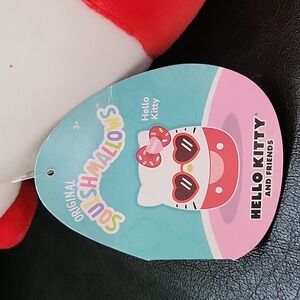 ORIGINAL
SQUISHMALLOWS
3+
Hello
Kitty
HELLO KITTY
AND FRIENDS